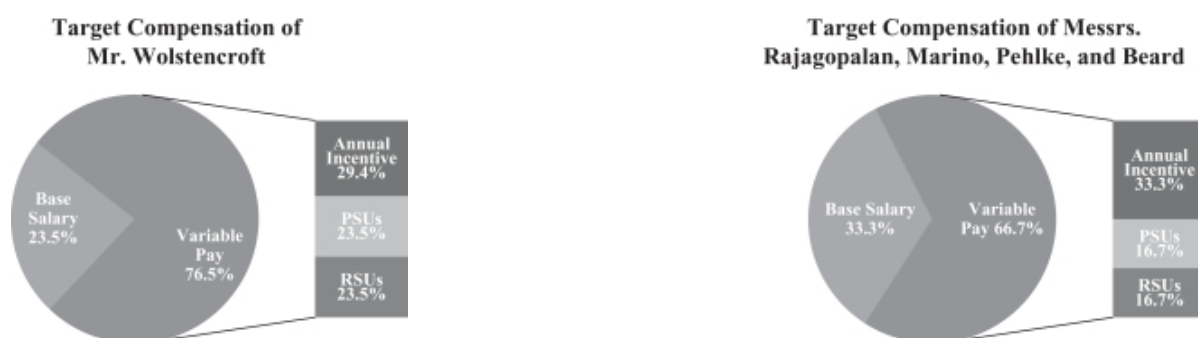 Target Compensation of
Mr. Wolstencroft
Base
Salary
23.5%
Variable
Pay
76.5%
Annual
Incentive
29.4%
PSUs
23.5%
RSUs
23.5%
Target Compensation of Messrs.
Rajagopalan, Marino, Pehlke, and Beard
Base Salary
33.3%
Variable
Pay 66.7%
Annual
Incentive
33.3%
PSUs
16.7%
RSUs
16.7%